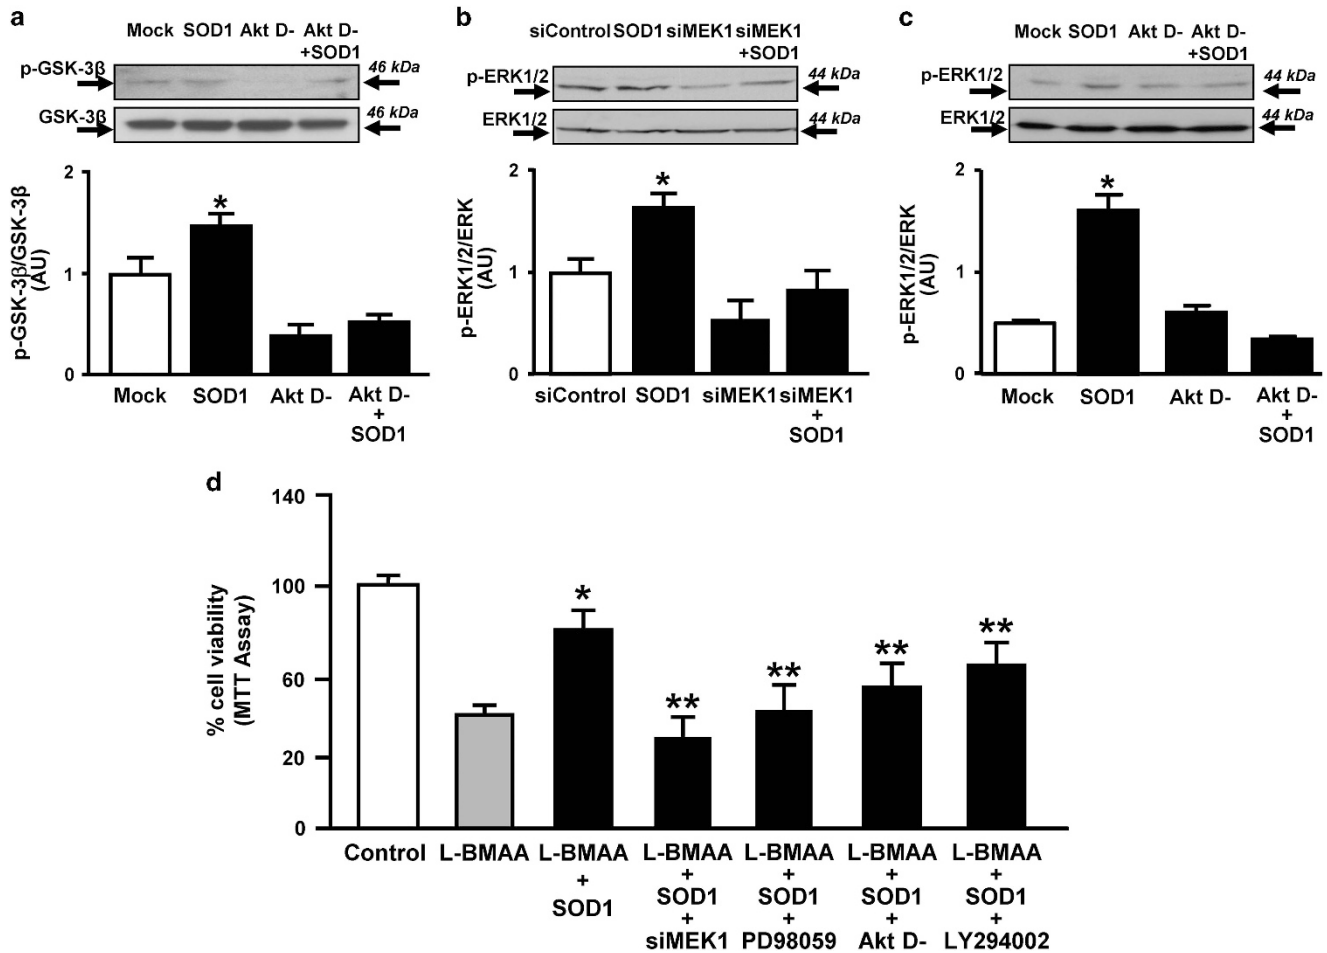 a
Mock SOD1 Akt D- Akt D-
+SOD1
p-GSK-3β 46 kDa
GSK-3β 46 kDa
p-GSK-3β/GSK-3β
(AU)
2
1
0
Mock SOD1 Akt D- Akt D-
+
SOD1
b
siControl SOD1 siMEK1 siMEK1
+SOD1
p-ERK1/2 44 kDa
ERK1/2 44 kDa
p-ERK1/2/ERK
(AU)
2
*
1
0
siControl SOD1 siMEK1 siMEK1
+
SOD1
c
Mock SOD1 Akt D- Akt D-
+SOD1
p-ERK1/2 44 kDa
ERK1/2 44 kDa
p-ERK1/2/ERK
(AU)
2
*
1
0
Mock SOD1 Akt D- Akt D-
+
SOD1
d
% cell viability
(MTT Assay)
140
100
60
20
0
* ** ** ** **
Control L-BMAA L-BMAA L-BMAA L-BMAA L-BMAA L-BMAA
+ + + + +
SOD1 SOD1 SOD1 SOD1 SOD1
+ + + +
siMEK1 PD98059 Akt D- LY294002